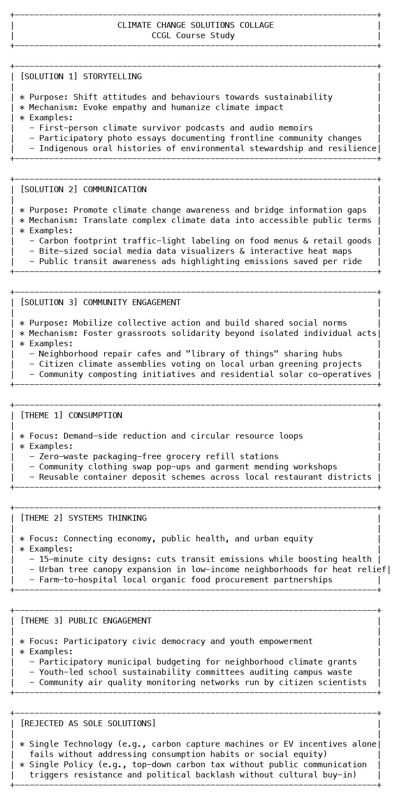 CLIMATE CHANGE SOLUTIONS COLLAGE
CCGL Course Study
[SOLUTION 1] STORYTELLING
* Purpose: Shift attitudes and behaviours towards sustainability
* Mechanism: Evoke empathy and humanize climate impact
* Examples:
– First-person climate survivor podcasts and audio memoirs
– Participatory photo essays documenting frontline community changes
– Indigenous oral histories of environmental stewardship and resilience
[SOLUTION 2] COMMUNICATION
* Purpose: Promote climate change awareness and bridge information gaps
* Mechanism: Translate complex climate data into accessible public terms
* Examples:
– Carbon footprint traffic-light labeling on food menus & retail goods
– Bite-sized social media data visualizers & interactive heat maps
– Public transit awareness ads highlighting emissions saved per ride
[SOLUTION 3] COMMUNITY ENGAGEMENT
* Purpose: Mobilize collective action and build shared social norms
* Mechanism: Foster grassroots solidarity beyond isolated individual acts
* Examples:
– Neighborhood repair cafes and "library of things" sharing hubs
– Citizen climate assemblies voting on local urban greening projects
– Community composting initiatives and residential solar co-operatives
[THEME 1] CONSUMPTION
* Focus: Demand-side reduction and circular resource loops
* Examples:
– Zero-waste packaging-free grocery refill stations
– Community clothing swap pop-ups and garment mending workshops
– Reusable container deposit schemes across local restaurant districts
[THEME 2] SYSTEMS THINKING
* Focus: Connecting economy, public health, and urban equity
* Examples:
– 15-minute city designs: cuts transit emissions while boosting health
– Urban tree canopy expansion in low-income neighborhoods for heat relief
– Farm-to-hospital local organic food procurement partnerships
[THEME 3] PUBLIC ENGAGEMENT
* Focus: Participatory civic democracy and youth empowerment
* Examples:
– Participatory municipal budgeting for neighborhood climate grants
– Youth-led school sustainability committees auditing campus waste
– Community air quality monitoring networks run by citizen scientists
[REJECTED AS SOLE SOLUTIONS]
* Single Technology (e.g., carbon capture machines or EV incentives alone
fails without addressing consumption habits or social equity)
* Single Policy (e.g., top-down carbon tax without public communication
triggers resistance and political backlash without cultural buy-in)